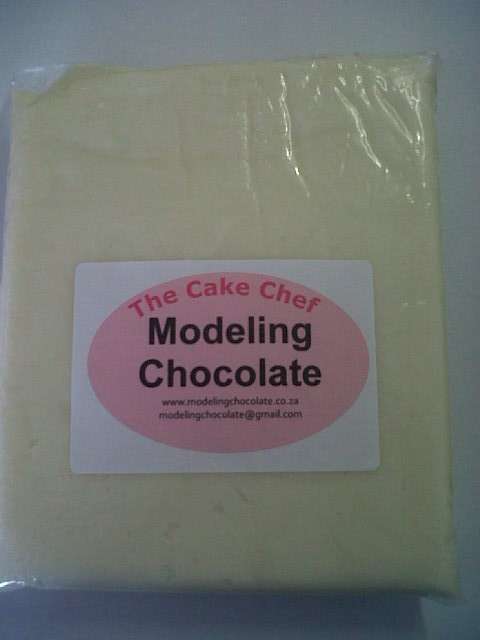 The Cake Chef
Modeling
Chocolate
www.modelingchocolate.co.za
modelingchocolate@gmail.com